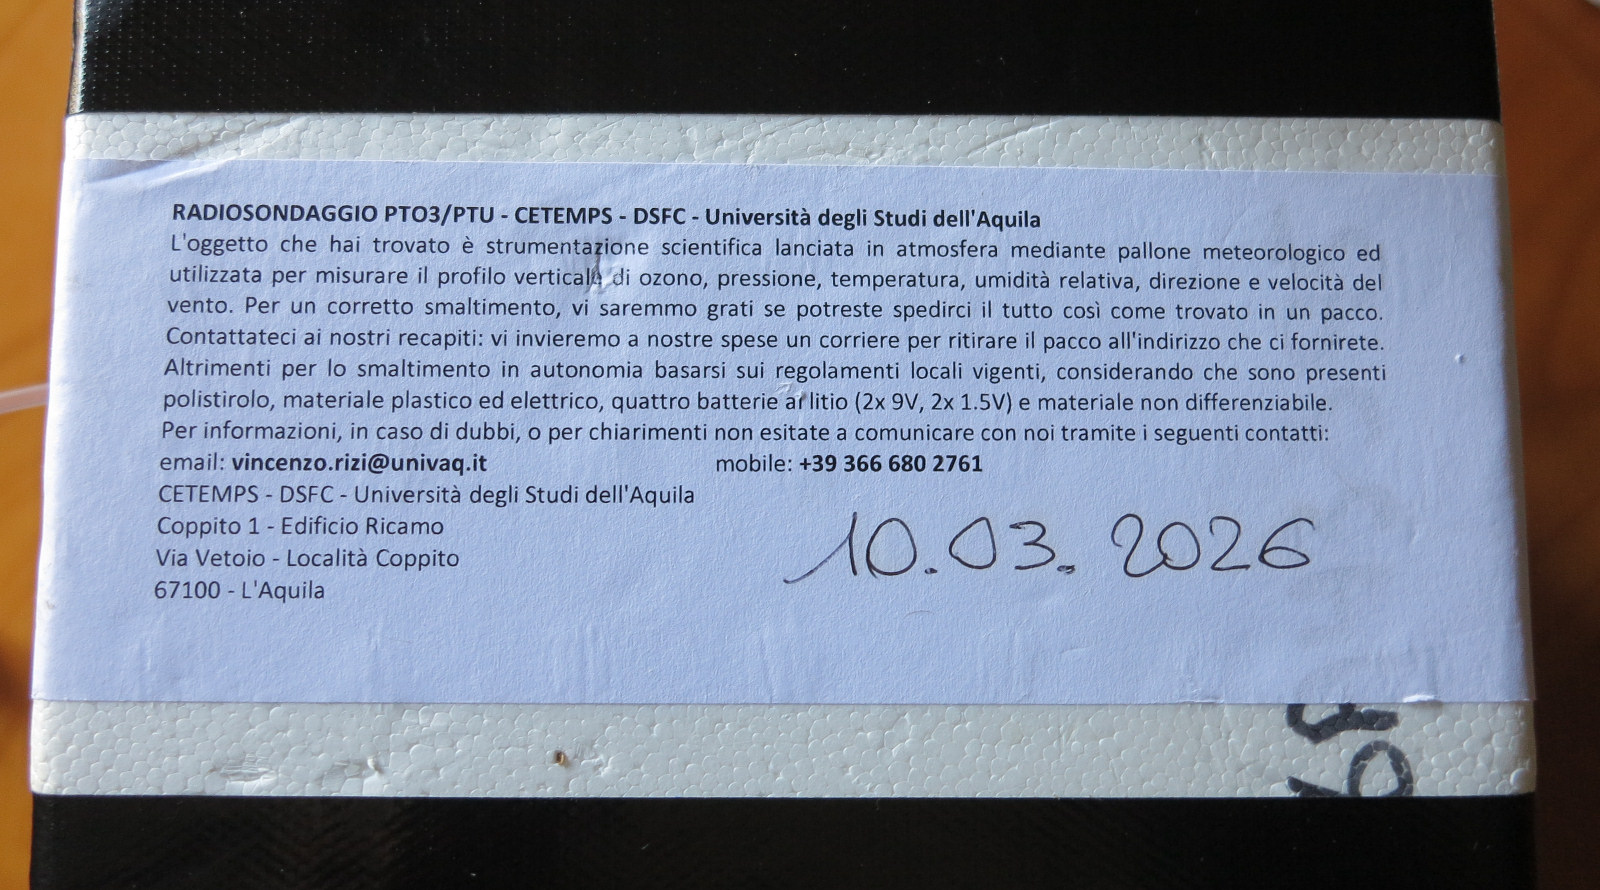 RADIOSONDAGGIO PTO3/PTU - CETEMPS - DSFC - Università degli Studi dell'Aquila
L'oggetto che hai trovato è strumentazione scientifica lanciata in atmosfera mediante pallone meteorologico ed
utilizzata per misurare il profilo verticale di ozono, pressione, temperatura, umidità relativa, direzione e velocità del
vento. Per un corretto smaltimento, vi saremmo grati se potreste spedirci il tutto così come trovato in un pacco.
Contattateci ai nostri recapiti: vi invieremo a nostre spese un corriere per ritirare il pacco all'indirizzo che ci fornirete.
Altrimenti per lo smaltimento in autonomia basarsi sui regolamenti locali vigenti, considerando che sono presenti
polistirolo, materiale plastico ed elettrico, quattro batterie al litio (2x 9V, 2x 1.5V) e materiale non differenziabile.
Per informazioni, in caso di dubbi, o per chiarimenti non esitate a comunicare con noi tramite i seguenti contatti:
email: vincenzo.rizi@univaq.it mobile: +39 366 680 2761
CETEMPS - DSFC - Università degli Studi dell'Aquila
Coppito 1 - Edificio Ricamo
Via Vetoio - Località Coppito
67100 - L'Aquila
10.03.2026